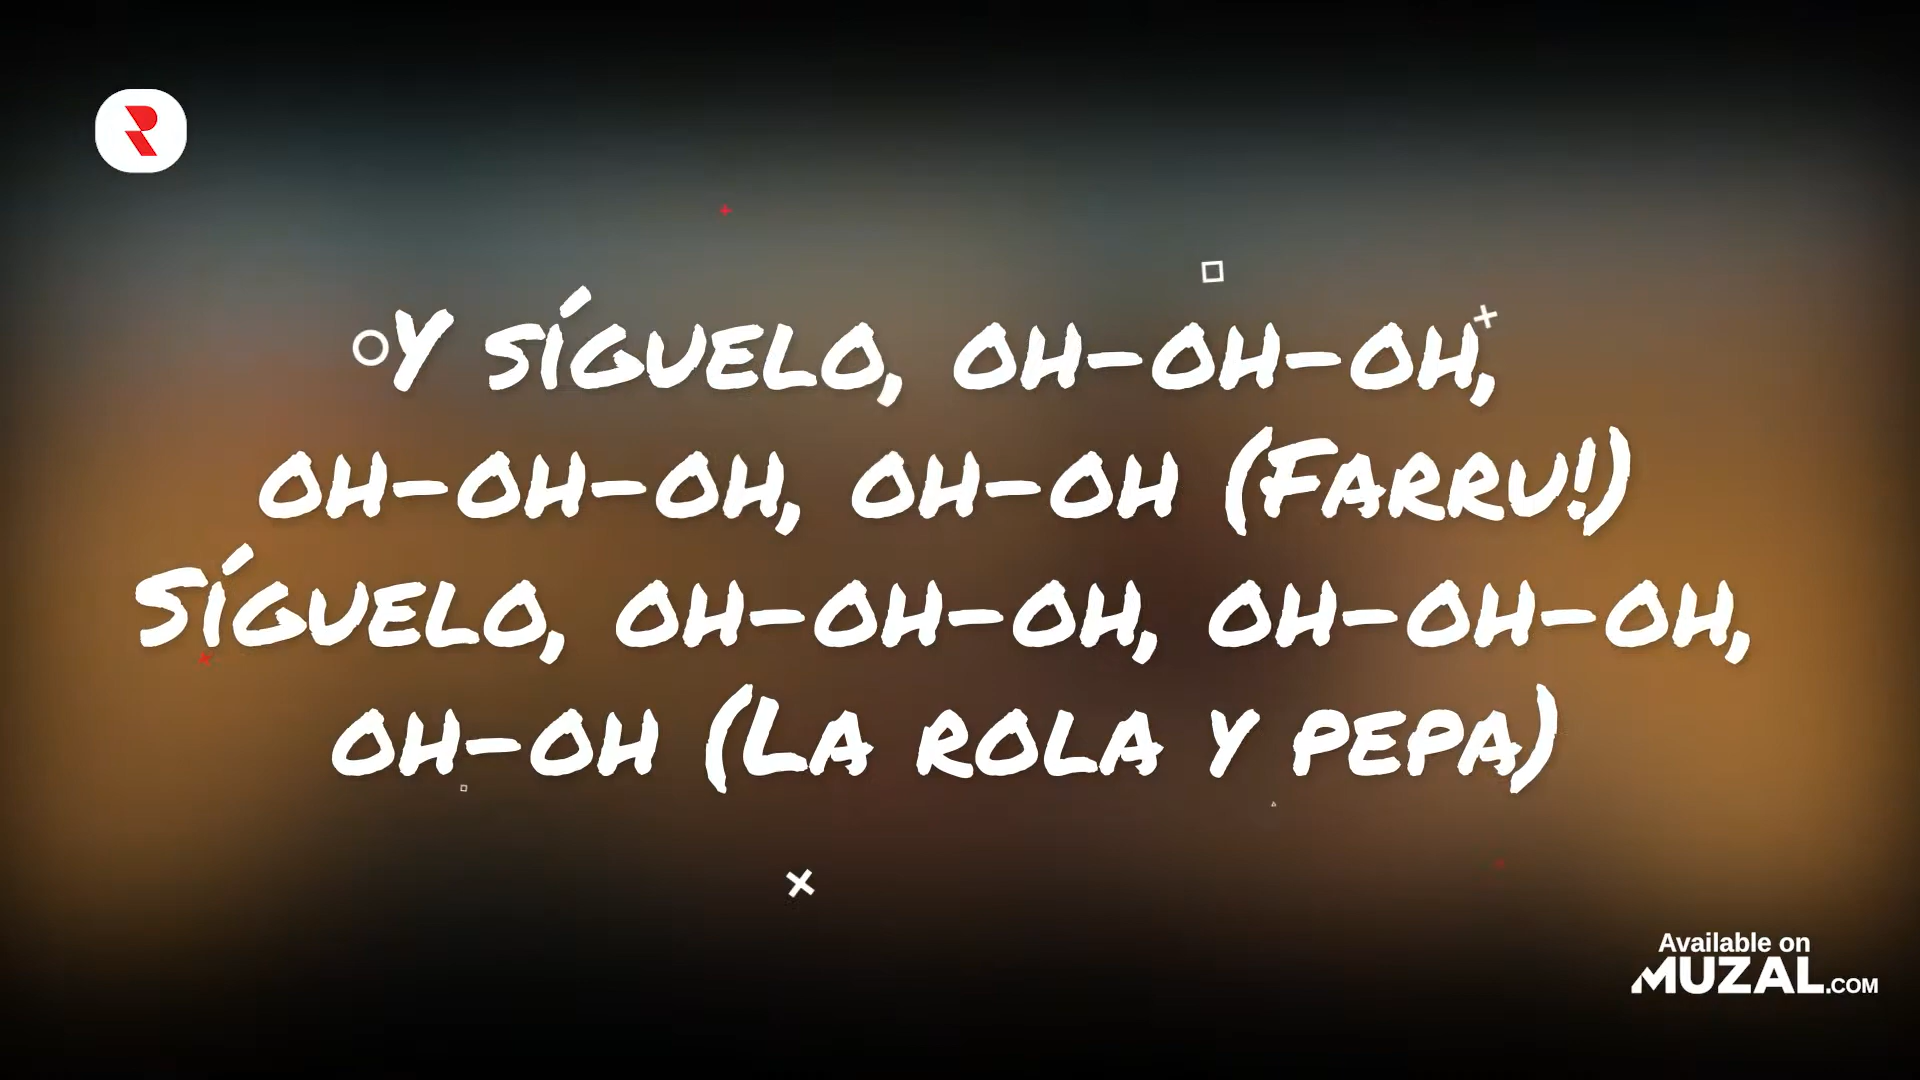 Y síguelo, oh-oh-oh,
oh-oh-oh, oh-oh (Farru!)
Síguelo, oh-oh-oh, oh-oh-oh,
oh-oh (La rola y pepa)
Available on
MUZAL.COM